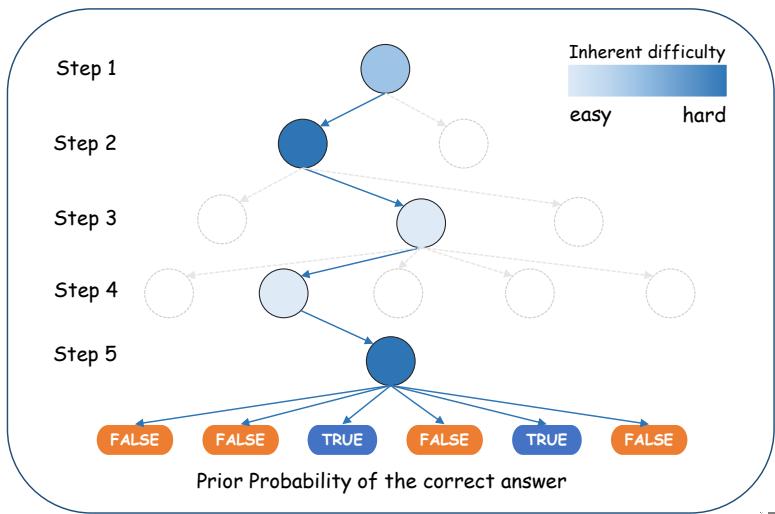 Inherent difficulty
easy hard
Step 1
Step 2
Step 3
Step 4
Step 5
FALSE FALSE TRUE FALSE TRUE FALSE
Prior Probability of the correct answer